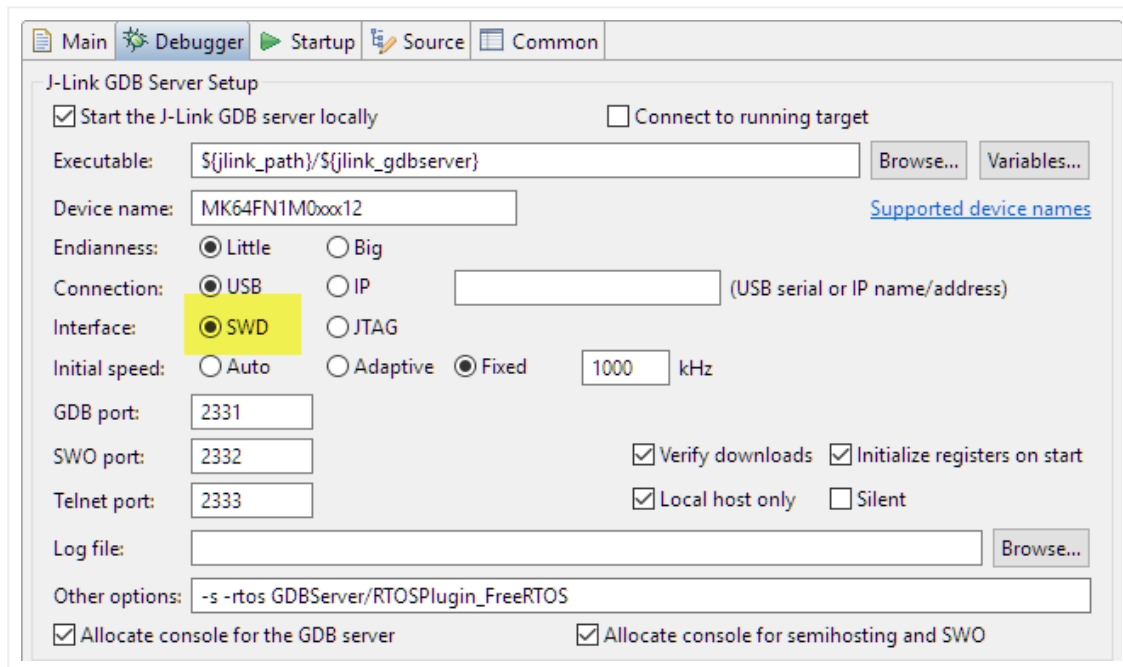 Main Debugger Startup Source Common
J-Link GDB Server Setup
Start the J-Link GDB server locally Connect to running target
Executable: ${jlink_path}/${jlink_gdbserver} Browse... Variables...
Device name: MK64FN1M0xxx12 Supported device names
Endianness: Little Big
Connection: USB IP (USB serial or IP name/address)
Interface: SWD JTAG
Initial speed: Auto Adaptive Fixed 1000 kHz
GDB port: 2331
SWO port: 2332 Verify downloads Initialize registers on start
Telnet port: 2333 Local host only Silent
Log file: Browse...
Other options: -s -rtos GDBServer/RTOSPlugin_FreeRTOS
Allocate console for the GDB server Allocate console for semihosting and SWO